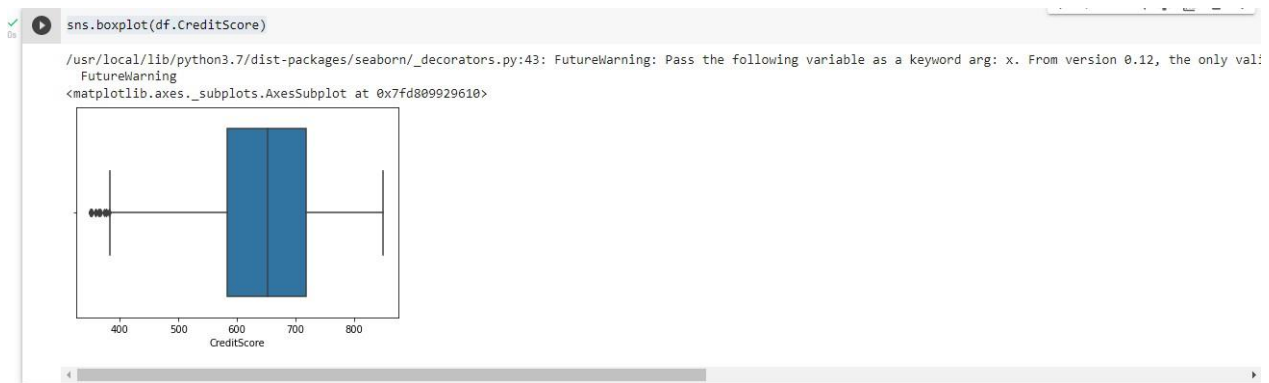 sns.boxplot(df.CreditScore)
0s
/usr/local/lib/python3.7/dist-packages/seaborn/_decorators.py:43: FutureWarning: Pass the following variable as a keyword arg: x. From version 0.12, the only vali
FutureWarning
<matplotlib.axes._subplots.AxesSubplot at 0x7fd809929610>
400 500 600 700 800
CreditScore